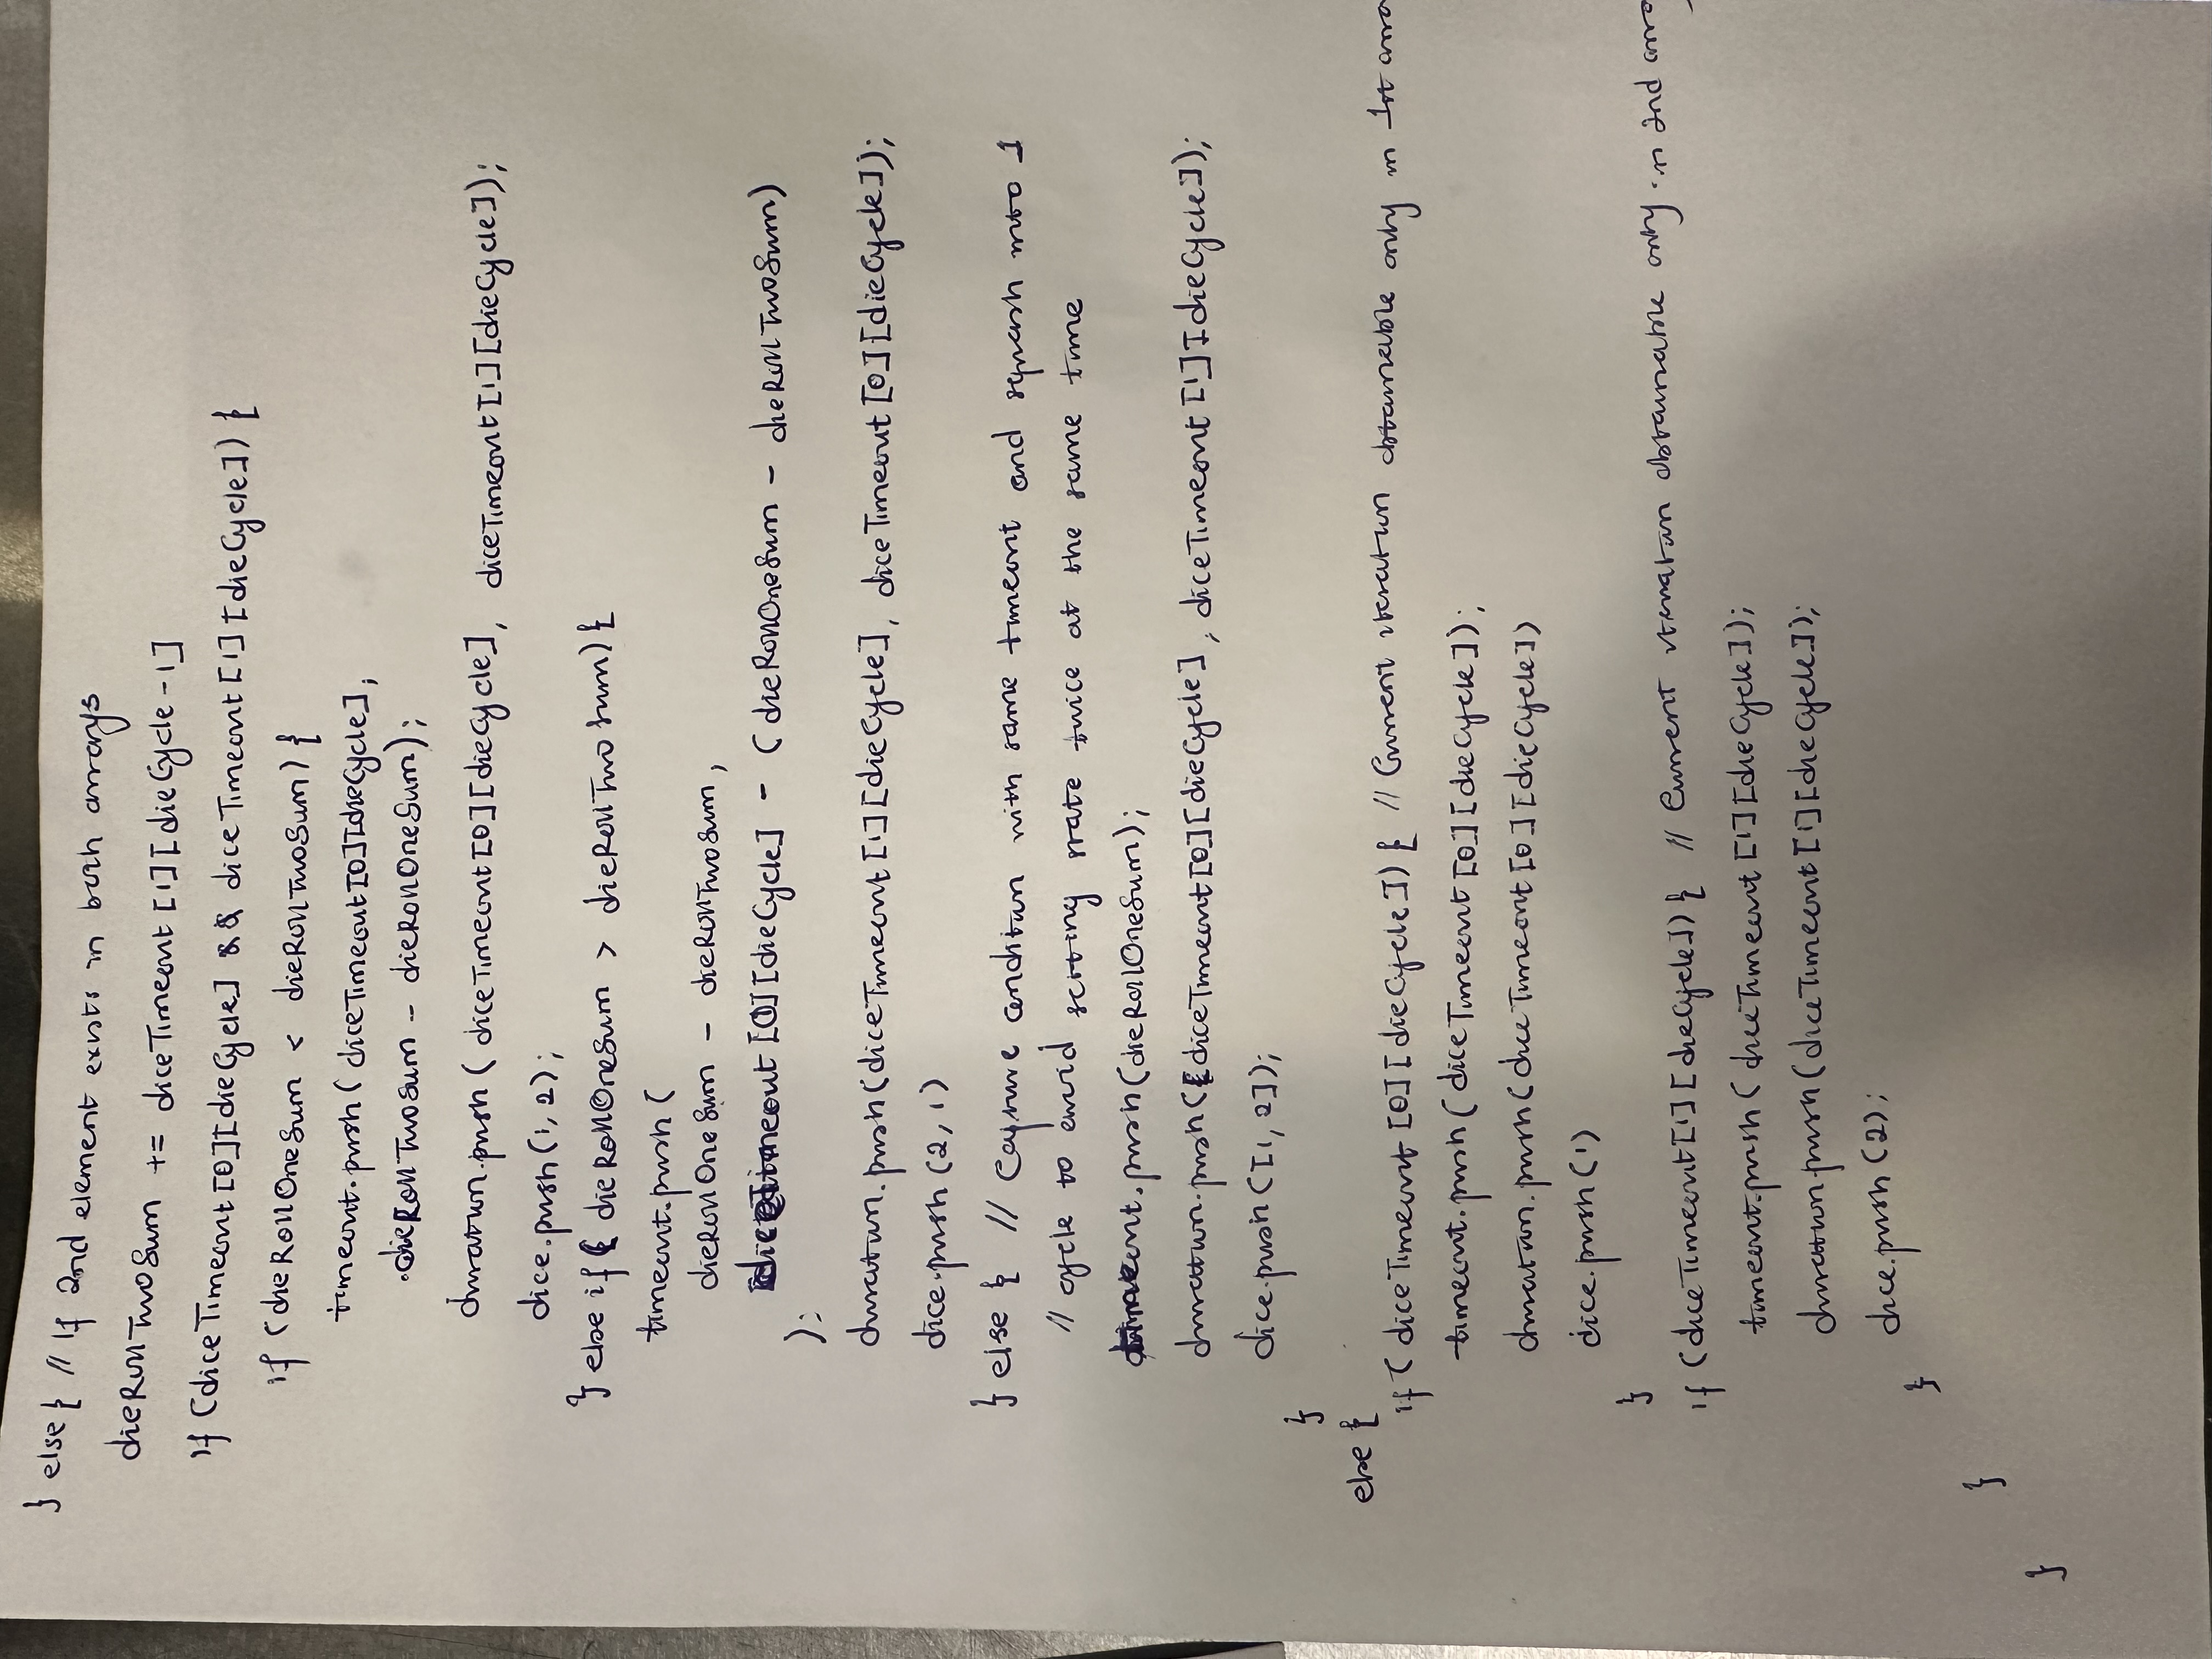 } else { // If 2nd element exists in both arrays
dieRollTwoSum += diceTimeout[1][dieCycle-1]
if (diceTimeout[0][dieCycle] && diceTimeout[1][dieCycle]) {
if (dieRollOneSum < dieRollTwoSum) {
timeout.push(diceTimeout[0][dieCycle],
dieRollTwoSum - dieRollOneSum);
duration.push(diceTimeout[0][dieCycle], diceTimeout[1][dieCycle]);
dice.push(1, 2);
} else if ( dieRollOneSum > dieRollTwoSum) {
timeout.push(
dieRollOneSum - dieRollTwoSum,
diceTimeout[0][dieCycle] - (dieRollOneSum - dieRollTwoSum)
);
duration.push(diceTimeout[1][dieCycle], diceTimeout[0][dieCycle]);
dice.push(2, 1)
} else { // Capture condition with same timeout and squash into 1
// cycle to avoid setting state twice at the same time
timeout.push(dieRollOneSum);
duration.push([diceTimeout[0][dieCycle], diceTimeout[1][dieCycle]);
dice.push([1, 2]);
}
else {
if (diceTimeout[0][dieCycle]) { // Current iteration obtainable only in 1st arra
timeout.push(diceTimeout[0][dieCycle]);
duration.push(diceTimeout[0][dieCycle])
dice.push(1)
}
if (diceTimeout[1][dieCycle]) { // Current iteration obtainable only in 2nd array
timeout.push(diceTimeout[1][dieCycle]);
duration push(diceTimeout[1][dieCycle]);
dice.push(2);
}
}
}